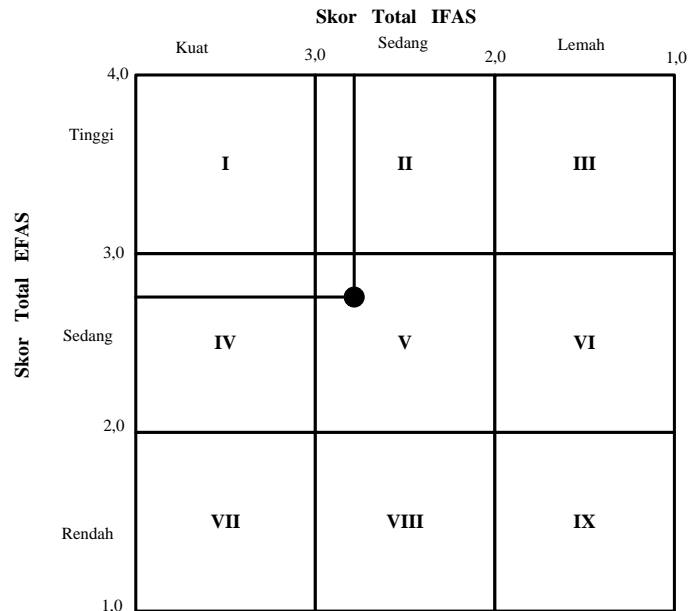 Skor Total IFAS
Kuat Sedang Lemah
4,0 3,0 2,0 1,0
Tinggi
I II III
Skor Total EFAS
3,0
Sedang
IV V VI
2,0
Rendah
VII VIII IX
1,0